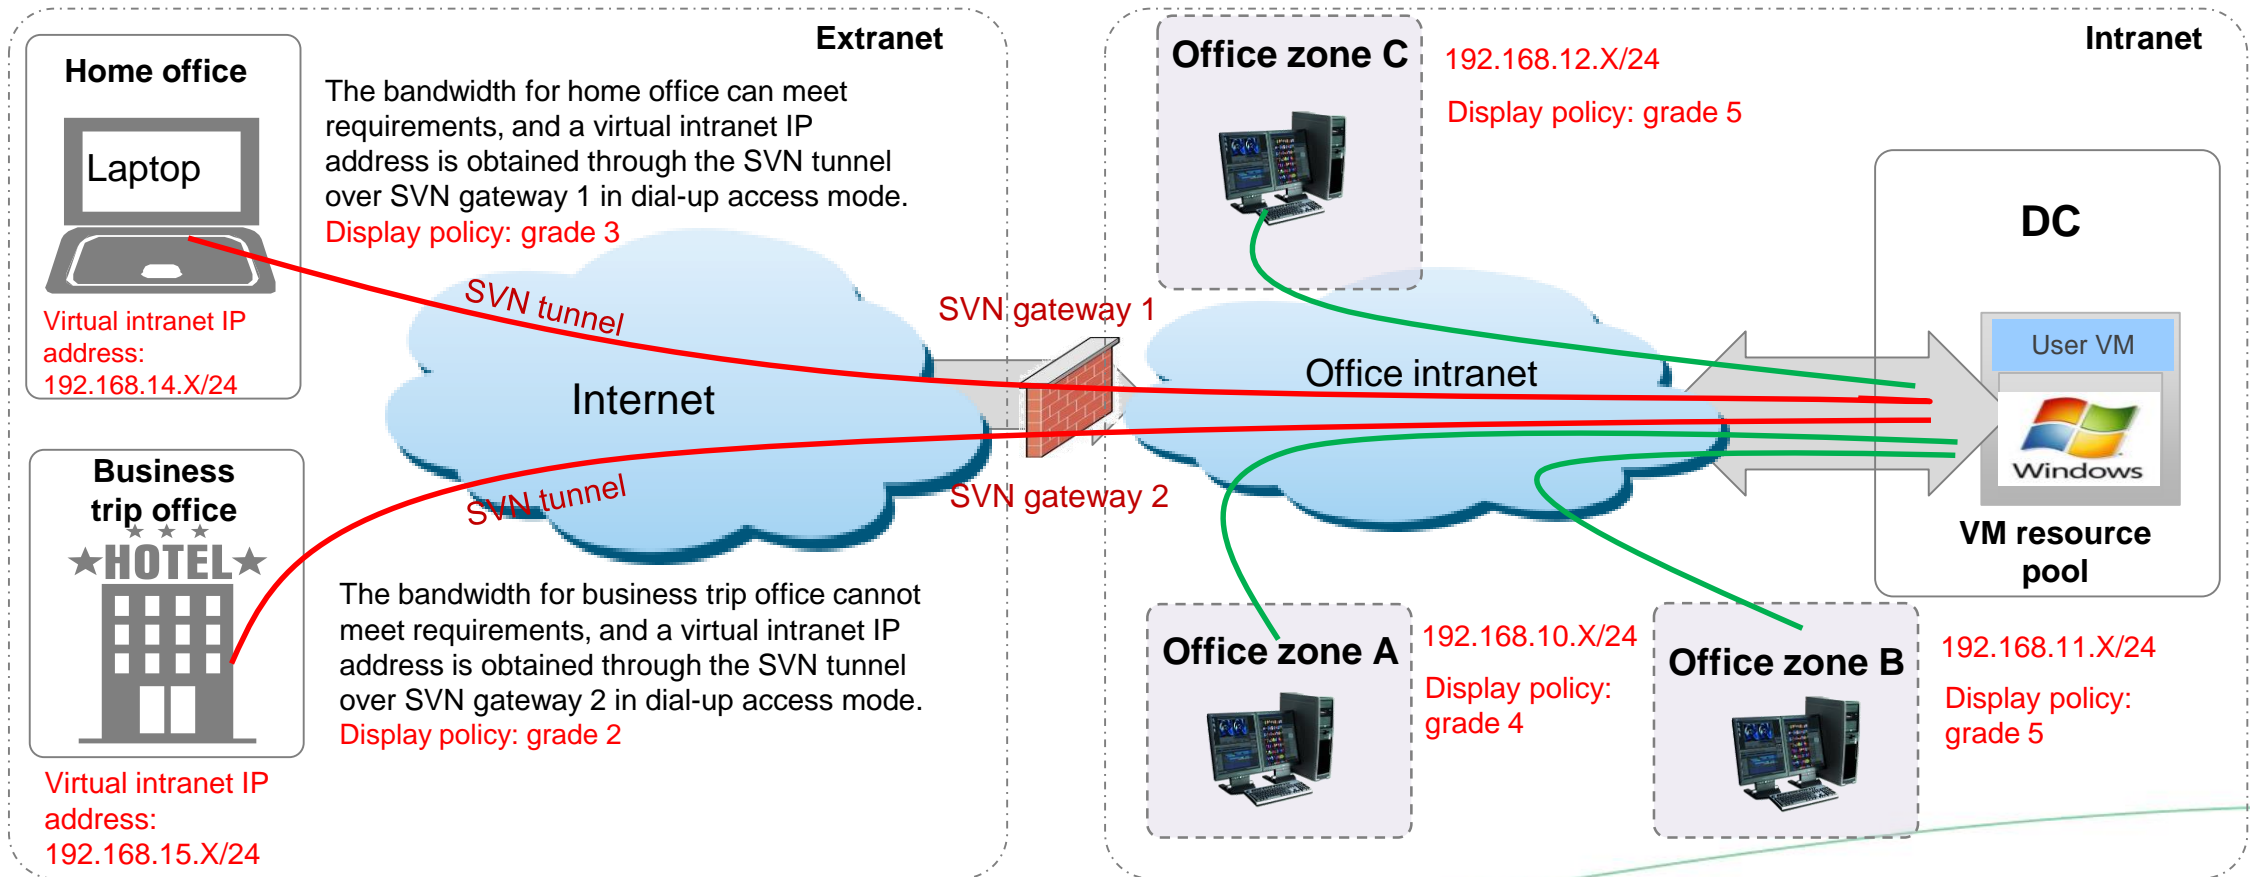 Extranet
Home office
Laptop
Virtual intranet IP
address:
192.168.14.X/24
The bandwidth for home office can meet
requirements, and a virtual intranet IP
address is obtained through the SVN tunnel
over SVN gateway 1 in dial-up access mode.
Display policy: grade 3
SVN tunnel
Internet
SVN tunnel
SVN gateway 1
SVN gateway 2
Business
trip office
HOTEL
Virtual intranet IP
address:
192.168.15.X/24
The bandwidth for business trip office cannot
meet requirements, and a virtual intranet IP
address is obtained through the SVN tunnel
over SVN gateway 2 in dial-up access mode.
Display policy: grade 2
Intranet
Office zone C
192.168.12.X/24
Display policy: grade 5
Office intranet
DC
User VM
Windows
VM resource
pool
Office zone A
192.168.10.X/24
Display policy:
grade 4
Office zone B
192.168.11.X/24
Display policy:
grade 5